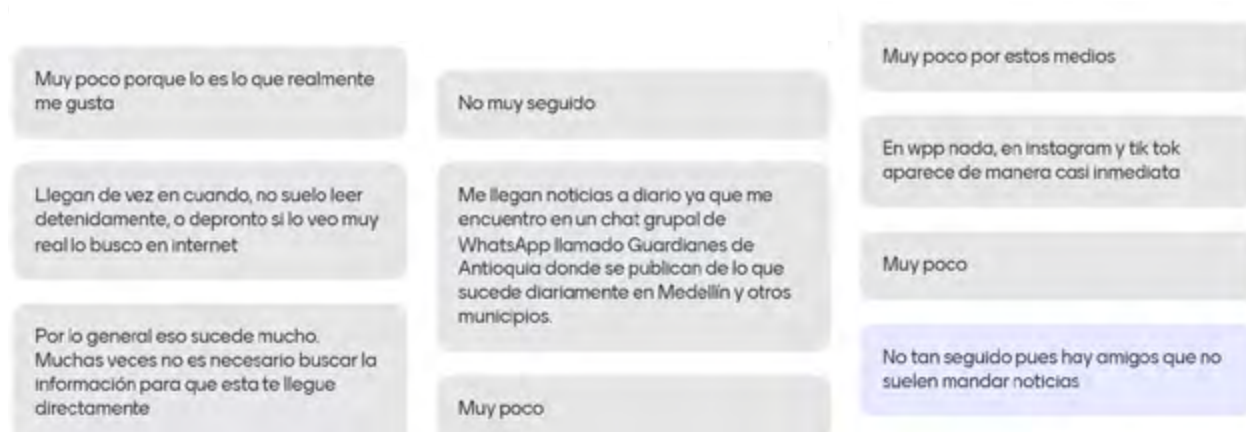 Muy poco porque lo es lo que realmente
me gusta
Llegan de vez en cuando, no suelo leer
detenidamente, o depronto si lo veo muy
real lo busco en internet
Por lo general eso sucede mucho.
Muchas veces no es necesario buscar la
información para que esta te llegue
directamente
No muy seguido
Me llegan noticias a diario ya que me
encuentro en un chat grupal de
WhatsApp llamado Guardianes de
Antioquia donde se publican de lo que
sucede diariamente en Medellín y otros
municipios.
Muy poco
Muy poco por estos medios
En wpp nada, en instagram y tik tok
aparece de manera casi inmediata
Muy poco
No tan seguido pues hay amigos que no
suelen mandar noticias